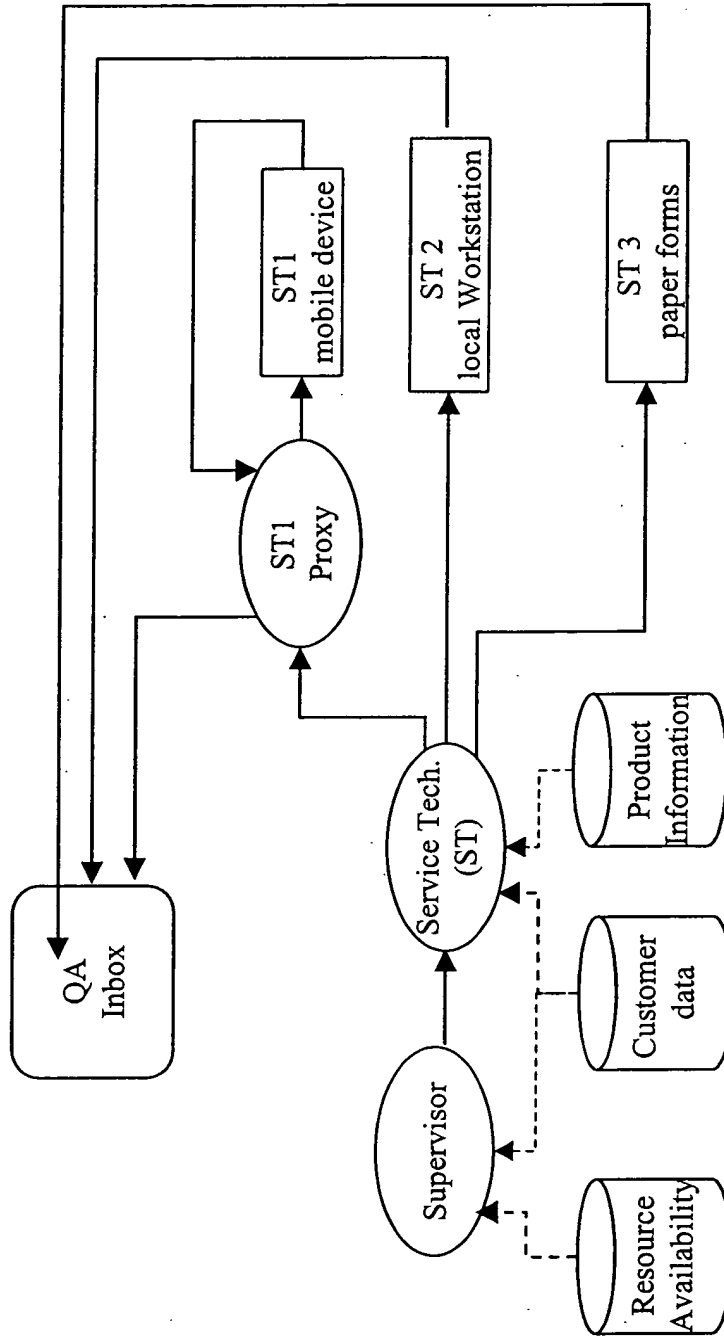 QA
Inbox
ST1
Proxy
ST1
mobile device
Supervisor
Service Tech.
(ST)
ST 2
local Workstation
ST 3
paper forms
Resource
Availability
Customer
data
Product
Information